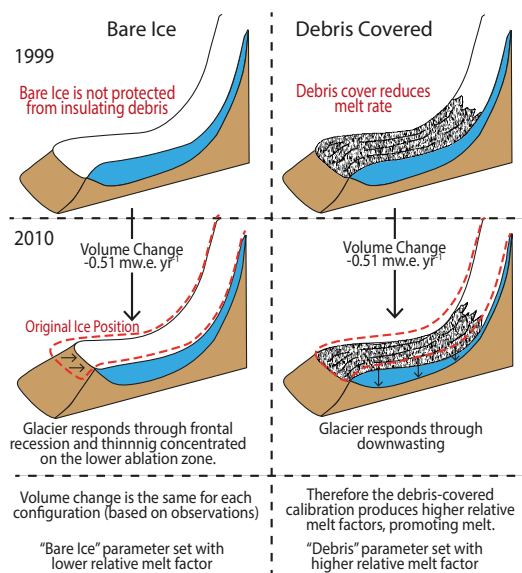 Bare Ice
Debris Covered
1999
Bare Ice is not protected
from insulating debris
Debris cover reduces
melt rate
2010
Volume Change
-0.51 mw.e. yr⁻¹
Volume Change
-0.51 mw.e. yr⁻¹
Original Ice Position
Glacier responds through frontal
recession and thinnnig concentrated
on the lower ablation zone.
Glacier responds through
downwasting
Volume change is the same for each
configuration (based on observations)
Therefore the debris-covered
calibration produces higher relative
melt factors, promoting melt.
“Bare Ice” parameter set with
lower relative melt factor
“Debris” parameter set with
higher relative melt factor